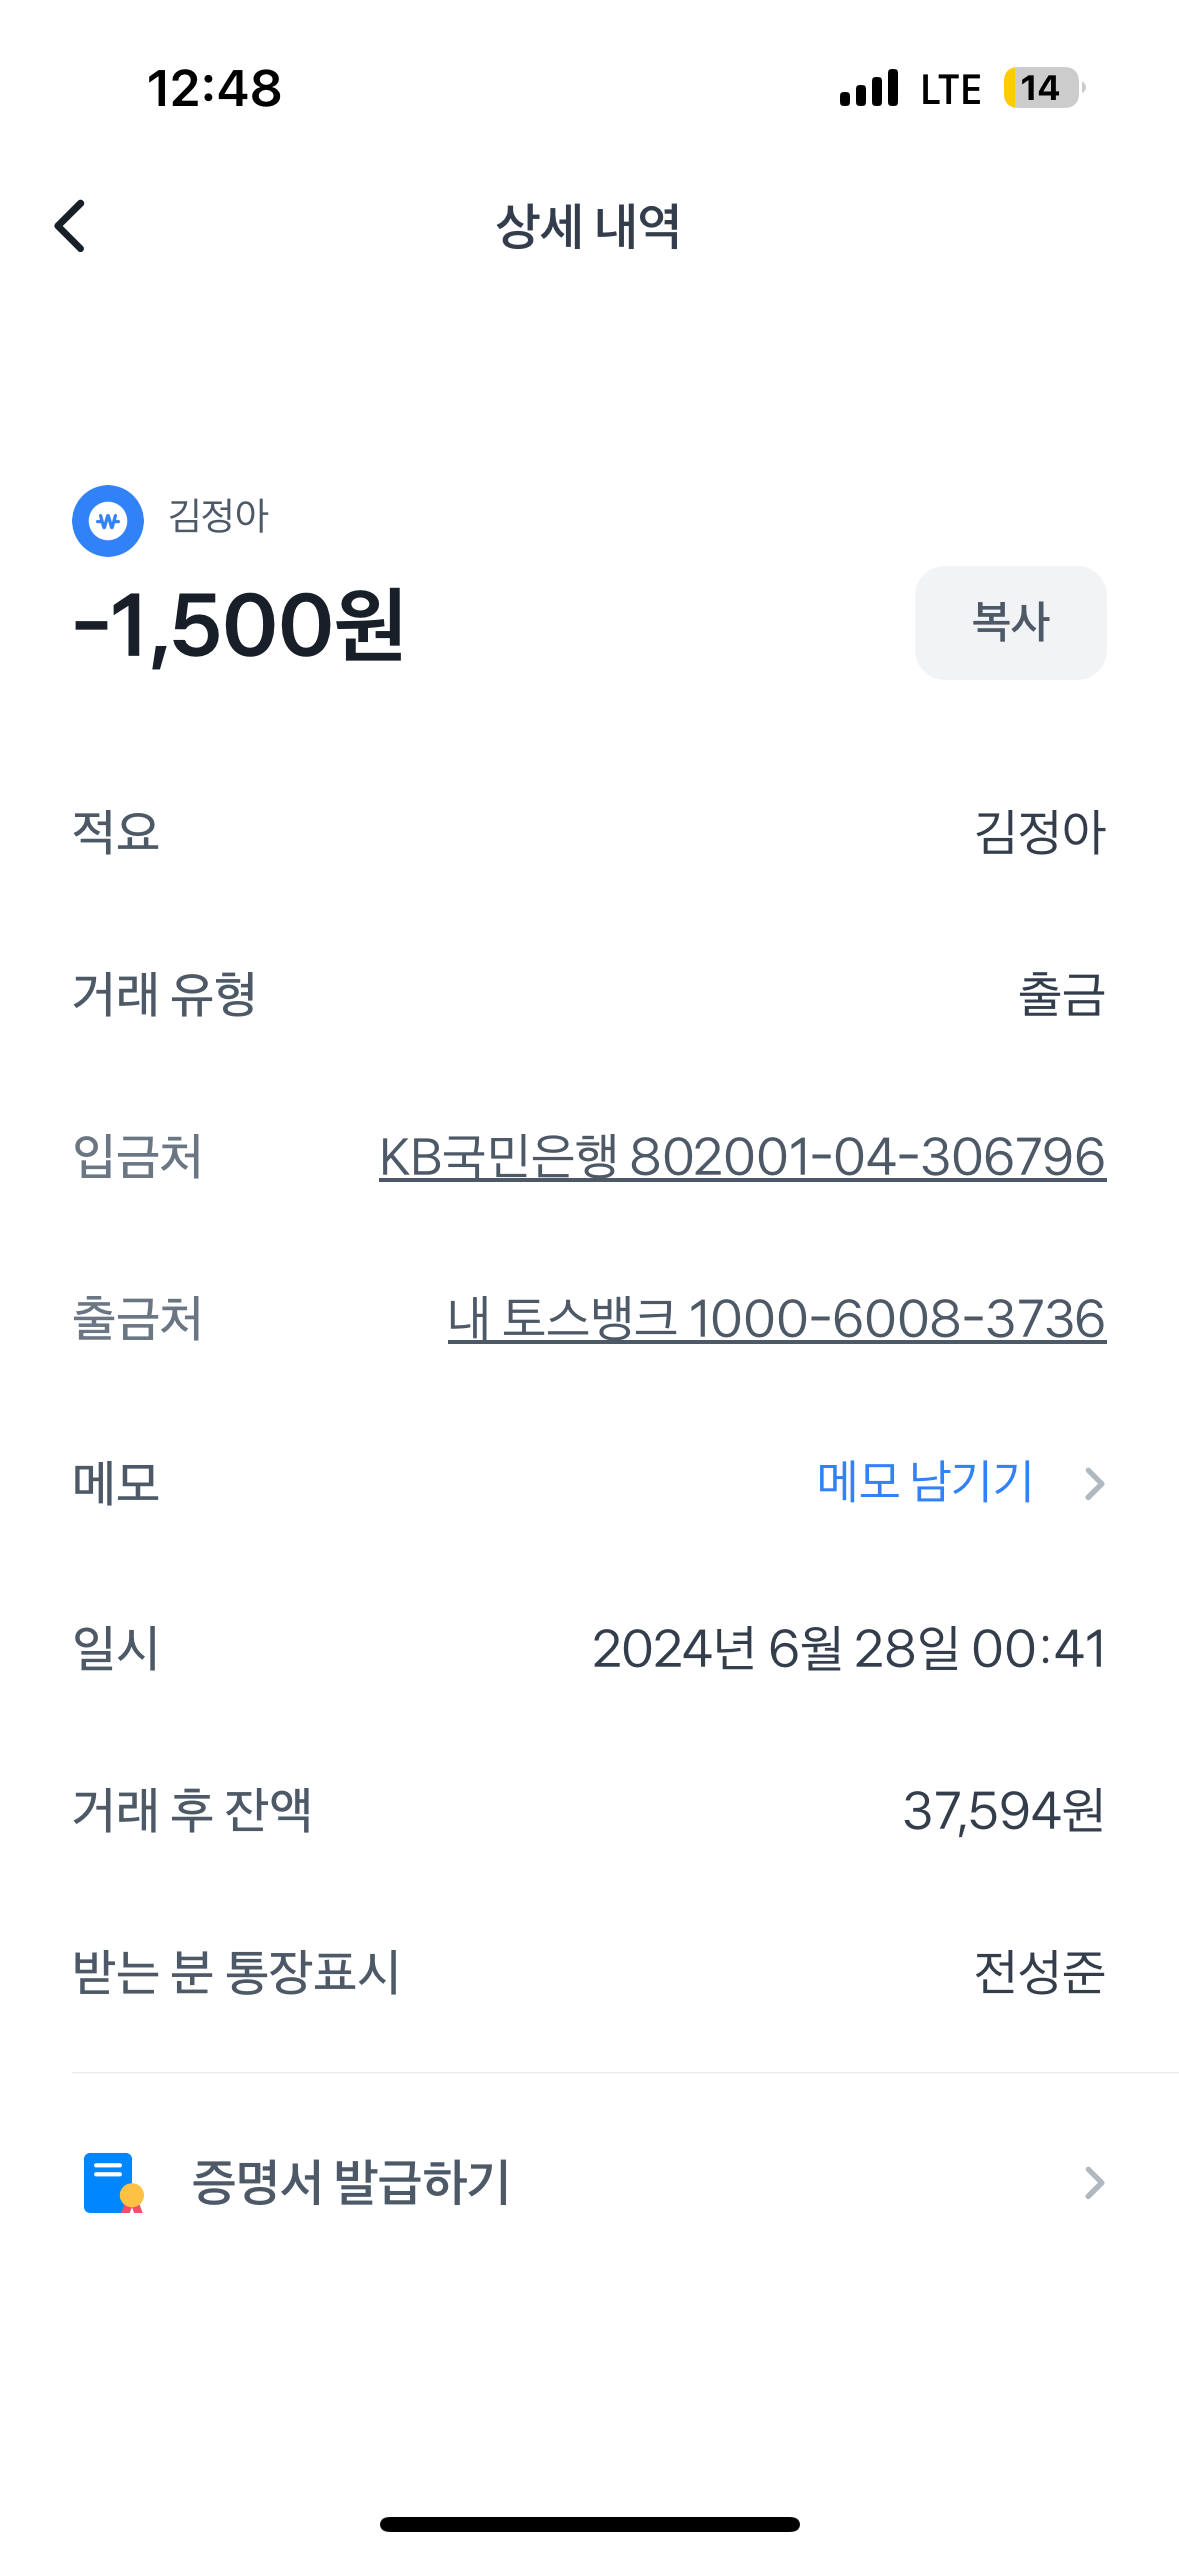 12:48 LTE 14
상세 내역
김정아
-1,500원 복사
적요 김정아
거래 유형 출금
입금처 KB국민은행 802001-04-306796
출금처 내 토스뱅크 1000-6008-3736
메모 메모 남기기
일시 2024년 6월 28일 00:41
거래 후 잔액 37,594원
받는 분 통장표시 전성준
증명서 발급하기